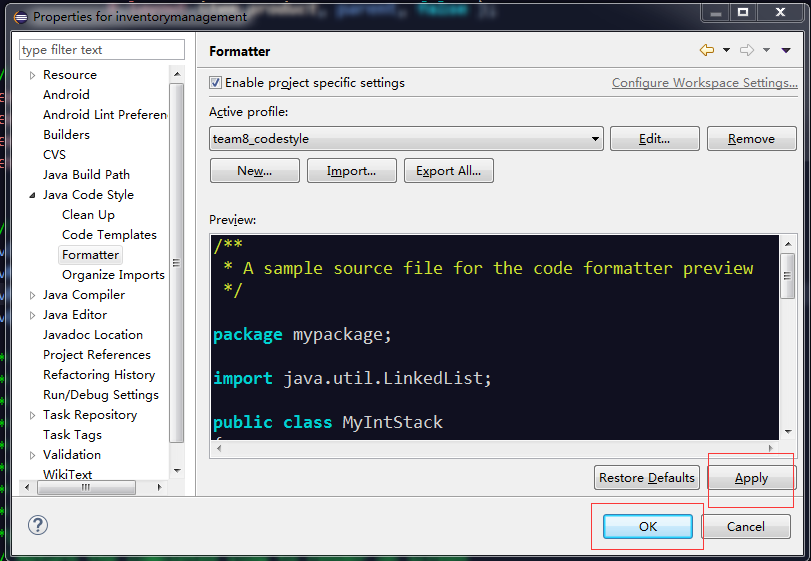 Properties for inventorymanagement
type filter text
Resource
Android
Android Lint Preferen
Builders
CVS
Java Build Path
Java Code Style
Clean Up
Code Templates
Formatter
Organize Imports
Java Compiler
Java Editor
Javadoc Location
Project References
Refactoring History
Run/Debug Settings
Task Repository
Task Tags
Validation
WikiText
Formatter
Enable project specific settings
Configure Workspace Settings...
Active profile:
team8_codestyle
Edit...
Remove
New...
Import...
Export All...
Preview:
/**
* A sample source file for the code formatter preview
*/
package mypackage;
import java.util.LinkedList;
public class MyIntStack
Restore Defaults
Apply
OK
Cancel